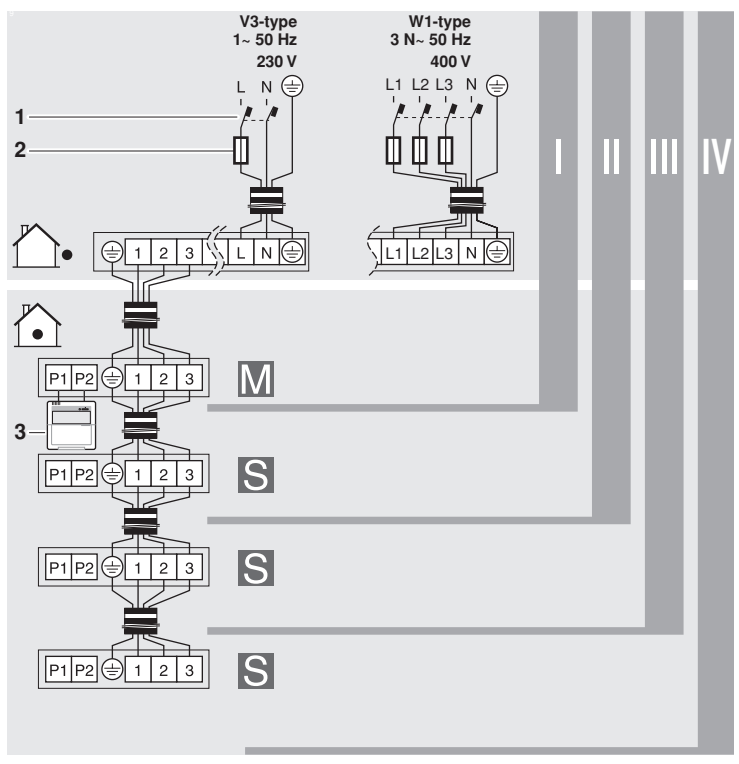 V3-type
1~ 50 Hz
230 V
W1-type
3 N~ 50 Hz
400 V
L N
L1 L2 L3 N
1
2
I II III IV
1 2 3 L N
L1 L2 L3 N
P1 P2 1 2 3 M
3
P1 P2 1 2 3 S
P1 P2 1 2 3 S
P1 P2 1 2 3 S